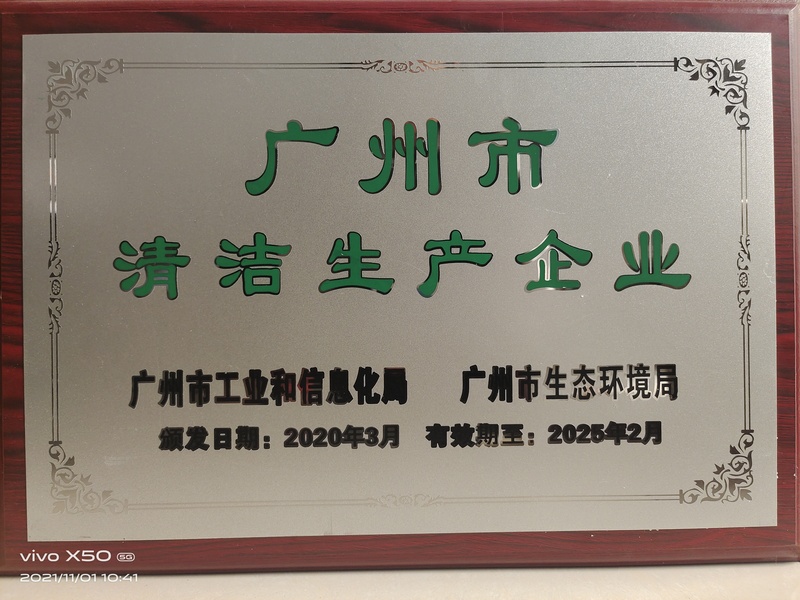 广州市
清洁生产企业
广州市工业和信息化局 广州市生态环境局
颁发日期：2020年3月 有效期至：2025年2月
vivo X50 5G
2021/11/01 10:41